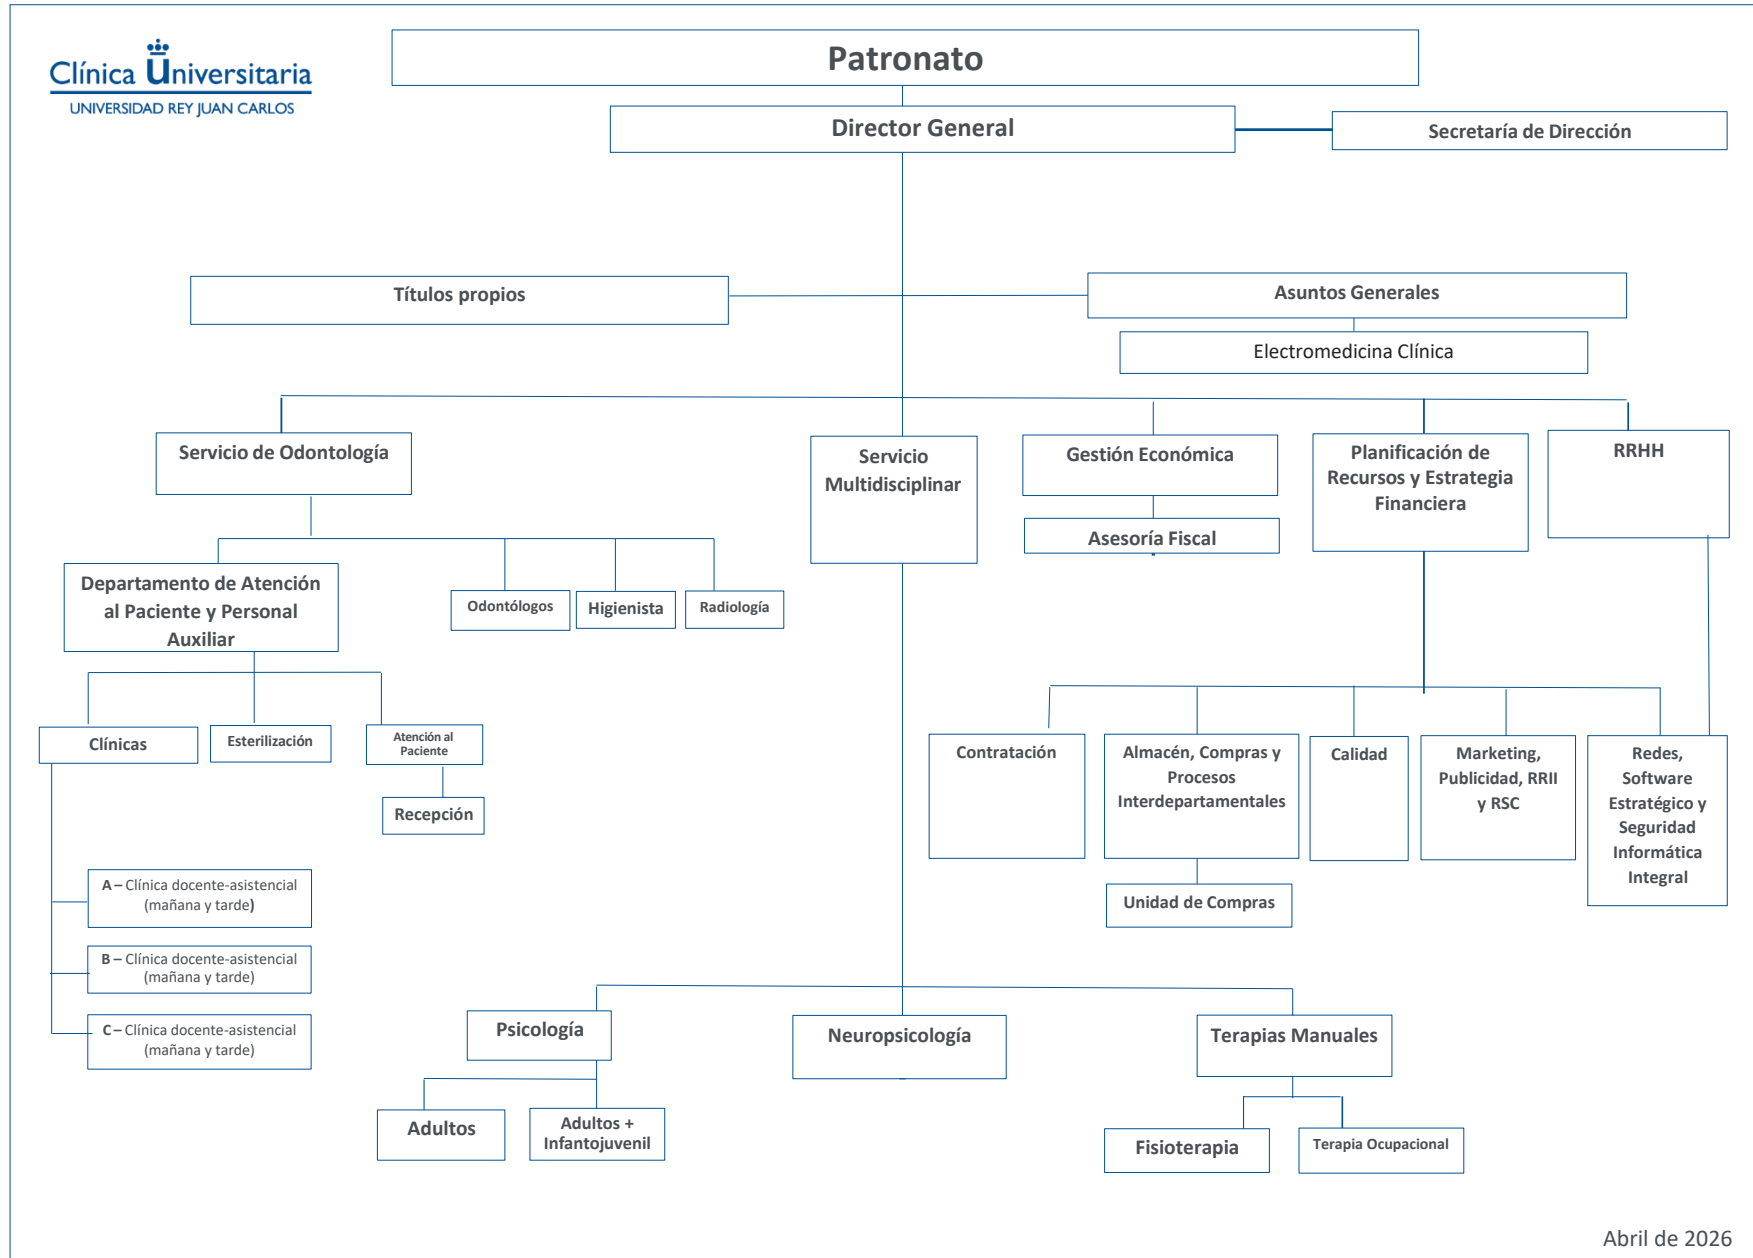 Clínica Universitaria
UNIVERSIDAD REY JUAN CARLOS
Patronato
Director General
Secretaría de Dirección
Títulos propios
Asuntos Generales
Electromedicina Clínica
Servicio de Odontología
Servicio
Multidisciplinar
Gestión Económica
Asesoría Fiscal
Planificación de
Recursos y Estrategia
Financiera
RRHH
Departamento de Atención
al Paciente y Personal
Auxiliar
Odontólogos
Higienista
Radiología
Clínicas
Esterilización
Atención al
Paciente
Recepción
Contratación
Almacén, Compras y
Procesos
Interdepartamentales
Calidad
Marketing,
Publicidad, RRII
y RSC
Redes,
Software
Estratégico y
Seguridad
Informática
Integral
Unidad de Compras
A – Clínica docente-asistencial
(mañana y tarde)
B – Clínica docente-asistencial
(mañana y tarde)
C – Clínica docente-asistencial
(mañana y tarde)
Psicología
Neuropsicología
Terapias Manuales
Adultos
Adultos +
Infantojuvenil
Fisioterapia
Terapia Ocupacional
Abril de 2026